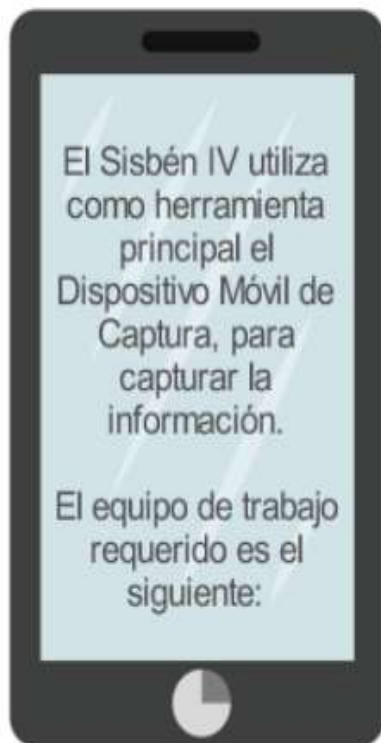 El Sisbén IV utiliza
como herramienta
principal el
Dispositivo Móvil de
Captura, para
capturar la
información.
El equipo de trabajo
requerido es el
siguiente: